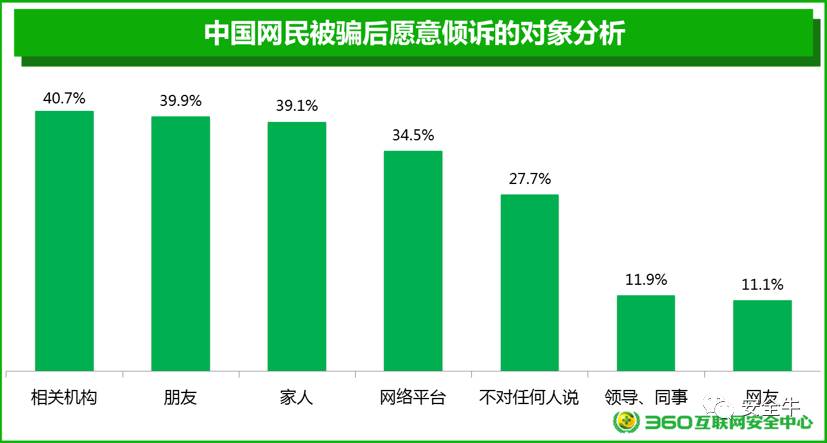 中国网民被骗后愿意倾诉的对象分析
40.7% 39.9% 39.1% 34.5% 27.7% 11.9% 11.1%
相关机构 朋友 家人 网络平台 不对任何人说 领导、同事 网友
安全牛
360互联网安全中心